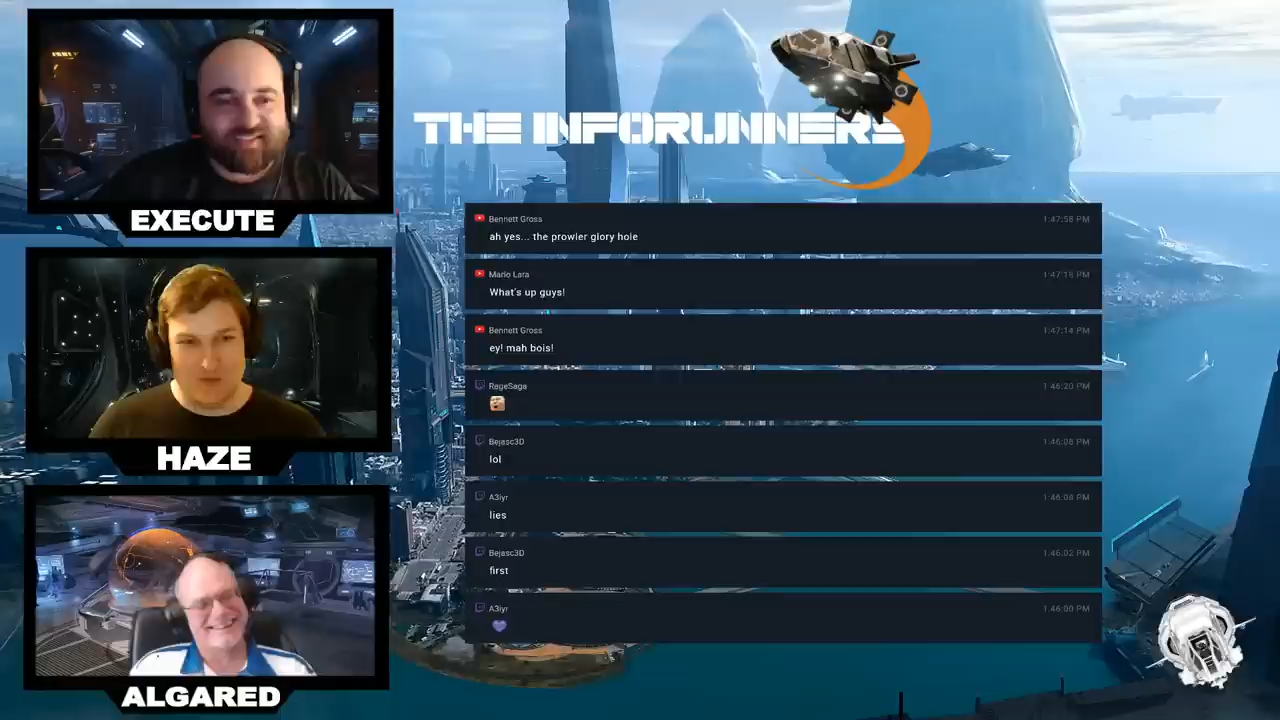 THE INFORUNNERS
EXECUTE
HAZE
ALGARED
Bennett Gross 1:47:58 PM
ah yes... the prowler glory hole
Mario Lara 1:47:18 PM
What's up guys!
Bennett Gross 1:47:14 PM
ey! mah bois!
RageSaga 1:46:20 PM
Bejasc3D 1:46:08 PM
lol
A3iyr 1:46:04 PM
lies
Bejasc3D 1:46:02 PM
first
A3iyr 1:46:00 PM